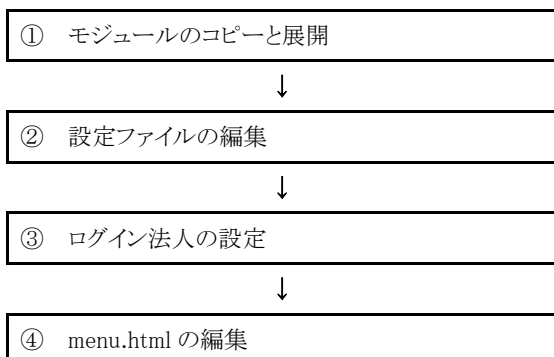 ① モジュールのコピーと展開
↓
② 設定ファイルの編集
↓
③ ログイン法人の設定
↓
④ menu.html の編集